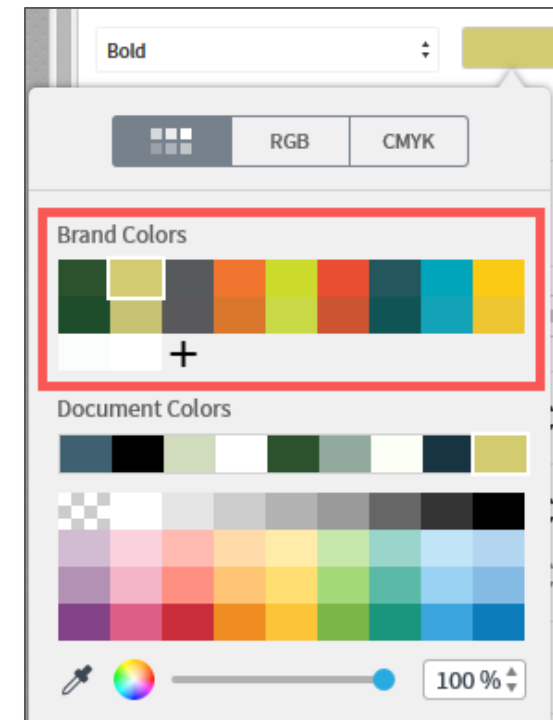 Bold
RGB CMYK
Brand Colors
+
Document Colors
100 %